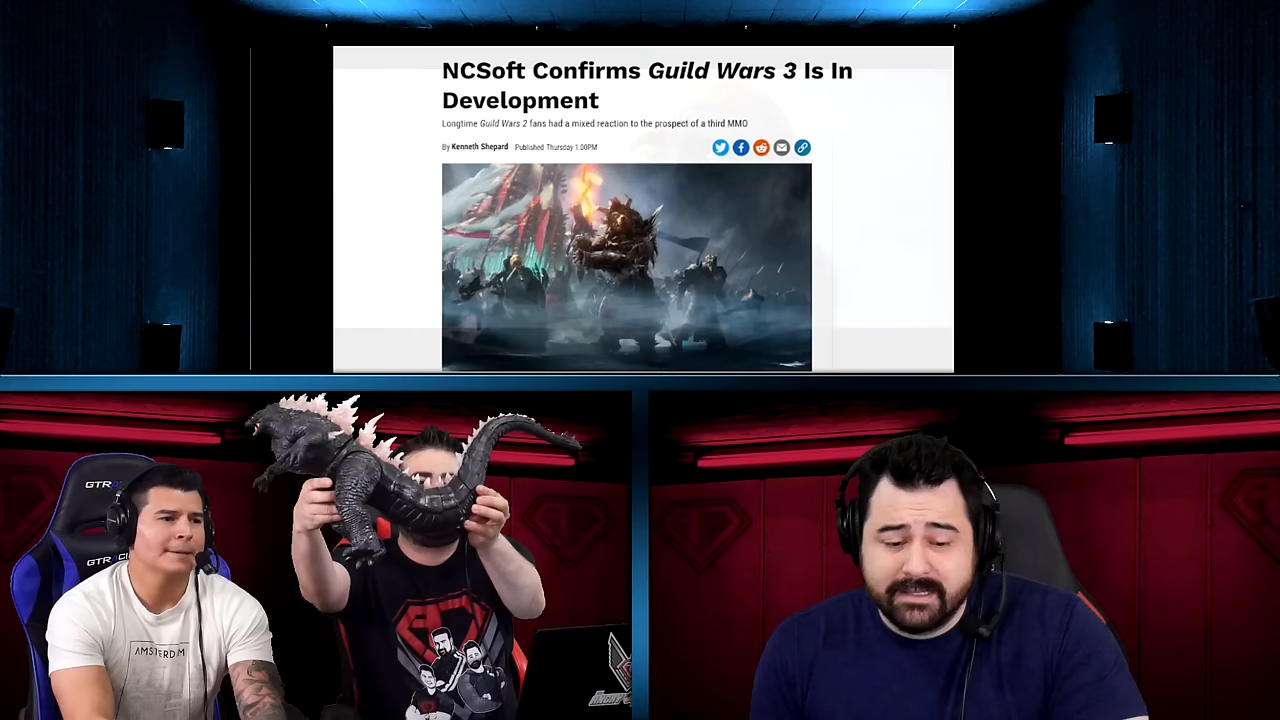 NCSoft Confirms Guild Wars 3 Is In
Development
Longtime Guild Wars 2 fans had a mixed reaction to the prospect of a third MMO
By Kenneth Shepard Published Thursday 1:00PM
GTR
GTRACI
AMSTERDAM